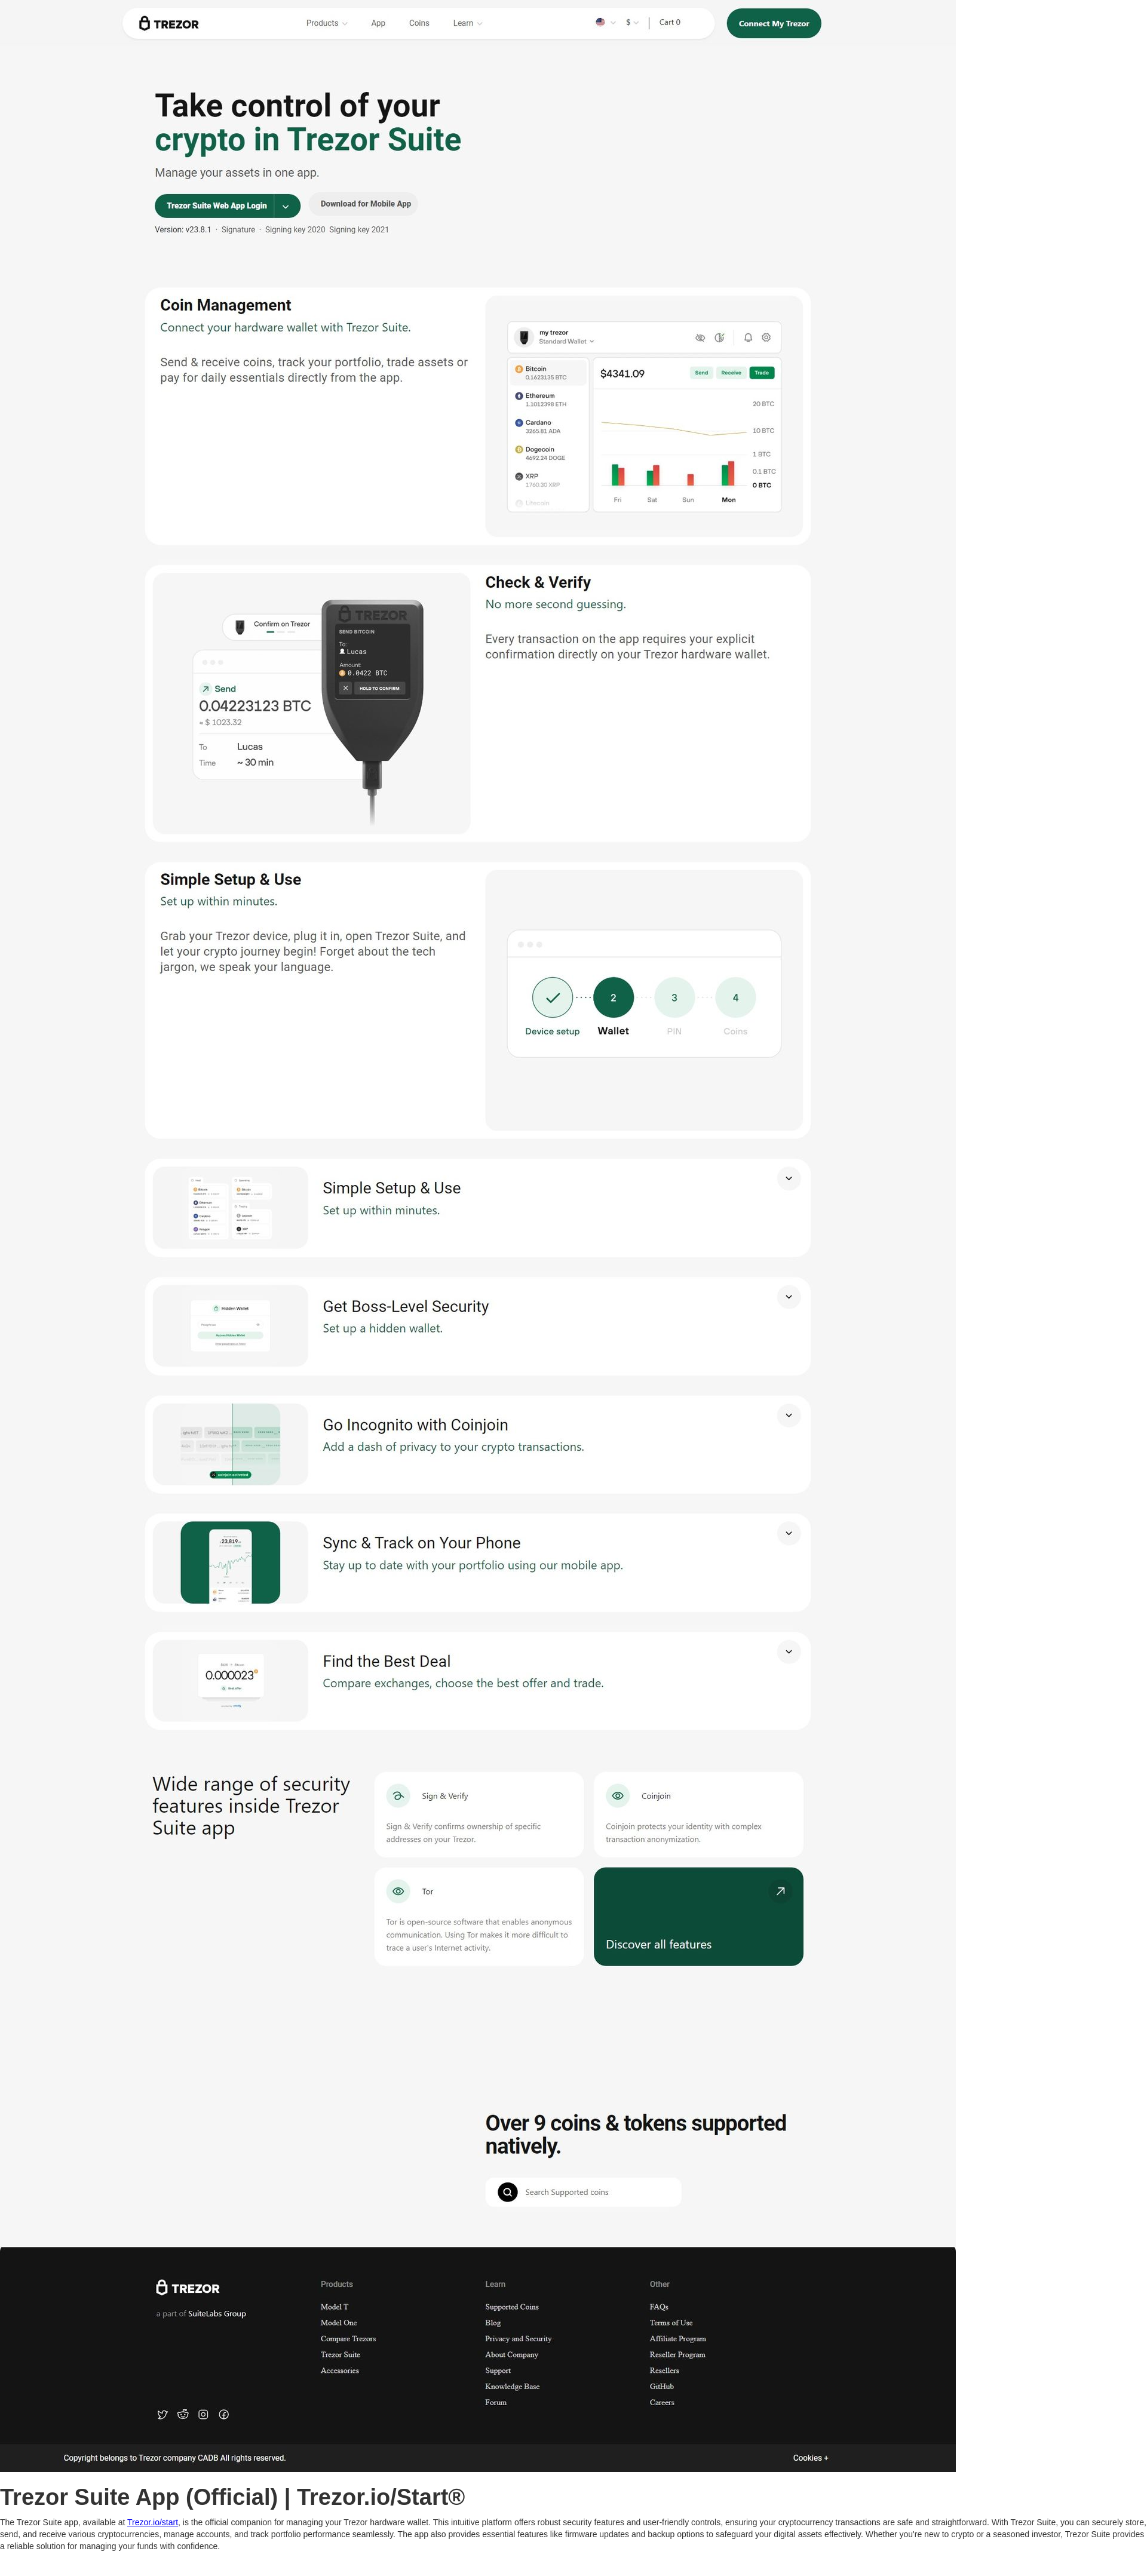 TREZOR
Products
App
Coins
Learn
$
Cart 0
Connect My Trezor
Take control of your
crypto in Trezor Suite
Manage your assets in one app.
Trezor Suite Web App Login
Download for Mobile App
Version: v23.8.1 · Signature · Signing key 2020 Signing key 2021
Coin Management
Connect your hardware wallet with Trezor Suite.
Send & receive coins, track your portfolio, trade assets or
pay for daily essentials directly from the app.
my trezor
Standard Wallet
Bitcoin
0.1623135 BTC
Ethereum
1.1012398 ETH
Cardano
3265.81 ADA
Dogecoin
4692.24 DOGE
XRP
1760.30 XRP
Litecoin
$4341.09
Send
Receive
Trade
20 BTC
10 BTC
1 BTC
0.1 BTC
0 BTC
Fri
Sat
Sun
Mon
Confirm on Trezor
Send
0.04223123 BTC
≈ $ 1023.32
To
Lucas
Time
~ 30 min
TREZOR
SEND BITCOIN
To:
Lucas
Amount:
0.0422 BTC
HOLD TO CONFIRM
Check & Verify
No more second guessing.
Every transaction on the app requires your explicit
confirmation directly on your Trezor hardware wallet.
Simple Setup & Use
Set up within minutes.
Grab your Trezor device, plug it in, open Trezor Suite, and
let your crypto journey begin! Forget about the tech
jargon, we speak your language.
2
3
4
Device setup
Wallet
PIN
Coins
Simple Setup & Use
Set up within minutes.
Hidden Wallet
Get Boss-Level Security
Set up a hidden wallet.
Go Incognito with Coinjoin
Add a dash of privacy to your crypto transactions.
23,819
Sync & Track on Your Phone
Stay up to date with your portfolio using our mobile app.
0.000023
Find the Best Deal
Compare exchanges, choose the best offer and trade.
Wide range of security
features inside Trezor
Suite app
Sign & Verify
Sign & Verify confirms ownership of specific
addresses on your Trezor.
Coinjoin
Coinjoin protects your identity with complex
transaction anonymization.
Tor
Tor is open-source software that enables anonymous
communication. Using Tor makes it more difficult to
trace a user's Internet activity.
Discover all features
Over 9 coins & tokens supported
natively.
Search Supported coins
TREZOR
a part of SuiteLabs Group
Products
Model T
Model One
Compare Trezors
Trezor Suite
Accessories
Learn
Supported Coins
Blog
Privacy and Security
About Company
Support
Knowledge Base
Forum
Other
FAQs
Terms of Use
Affiliate Program
Reseller Program
Resellers
GitHub
Careers
Copyright belongs to Trezor company CADB All rights reserved.
Cookies +
Trezor Suite App (Official) | Trezor.io/Start®
The Trezor Suite app, available at Trezor.io/start, is the official companion for managing your Trezor hardware wallet. This intuitive platform offers robust security features and user-friendly controls, ensuring your cryptocurrency transactions are safe and straightforward. With Trezor Suite, you can securely store,
send, and receive various cryptocurrencies, manage accounts, and track portfolio performance seamlessly. The app also provides essential features like firmware updates and backup options to safeguard your digital assets effectively. Whether you're new to crypto or a seasoned investor, Trezor Suite provides
a reliable solution for managing your funds with confidence.